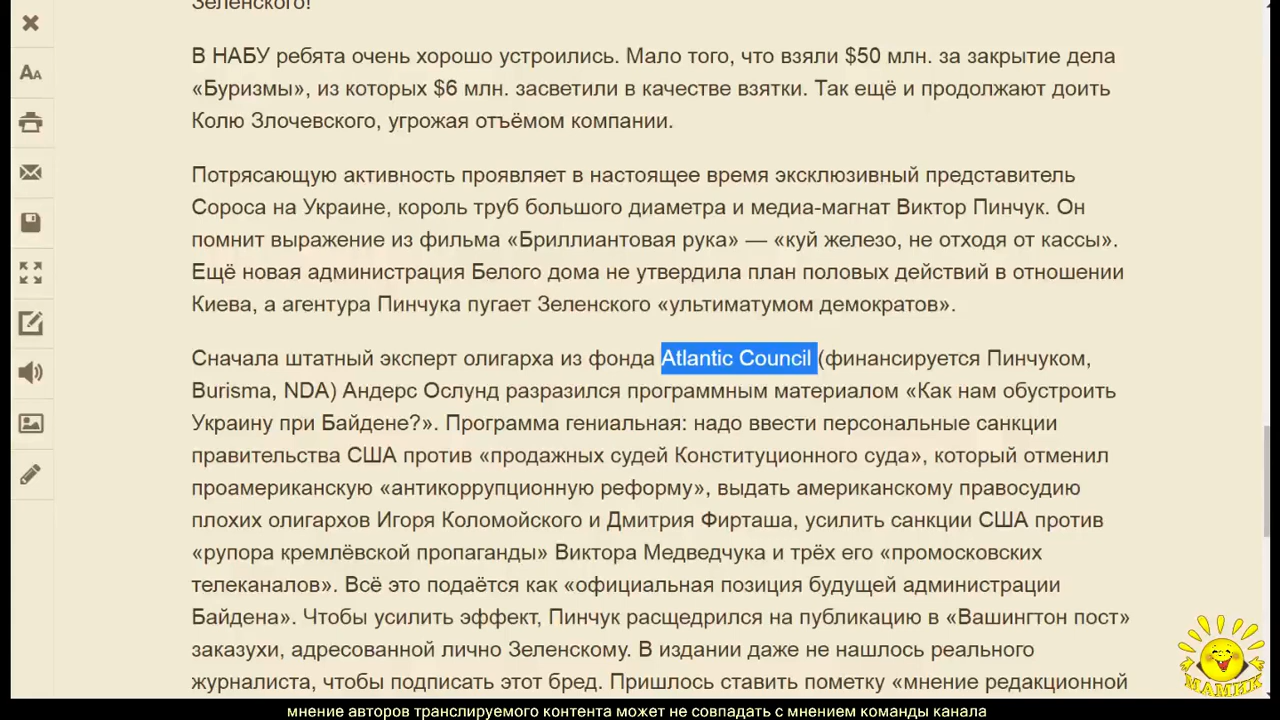 Зеленского!
В НАБУ ребята очень хорошо устроились. Мало того, что взяли $50 млн. за закрытие дела
«Буризмы», из которых $6 млн. засветили в качестве взятки. Так ещё и продолжают доить
Колю Злочевского, угрожая отъёмом компании.
Потрясающую активность проявляет в настоящее время эксклюзивный представитель
Сороса на Украине, король труб большого диаметра и медиа-магнат Виктор Пинчук. Он
помнит выражение из фильма «Бриллиантовая рука» — «куй железо, не отходя от кассы».
Ещё новая администрация Белого дома не утвердила план половых действий в отношении
Киева, а агентура Пинчука пугает Зеленского «ультиматумом демократов».
Сначала штатный эксперт олигарха из фонда Atlantic Council (финансируется Пинчуком,
Burisma, NDA) Андерс Ослунд разразился программным материалом «Как нам обустроить
Украину при Байдене?». Программа гениальная: надо ввести персональные санкции
правительства США против «продажных судей Конституционного суда», который отменил
проамериканскую «антикоррупционную реформу», выдать американскому правосудию
плохих олигархов Игоря Коломойского и Дмитрия Фирташа, усилить санкции США против
«рупора кремлёвской пропаганды» Виктора Медведчука и трёх его «промосковских
телеканалов». Всё это подаётся как «официальная позиция будущей администрации
Байдена». Чтобы усилить эффект, Пинчук расщедрился на публикацию в «Вашингтон пост»
заказухи, адресованной лично Зеленскому. В издании даже не нашлось реального
журналиста, чтобы подписать этот бред. Пришлось ставить пометку «мнение редакционной
МАМИК
мнение авторов транслируемого контента может не совпадать с мнением команды канала